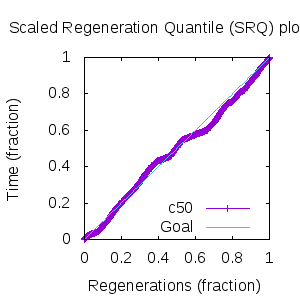 Scaled Regeneration Quantile (SRQ) plo
1
0.8
0.6
0.4
0.2
0
Time (fraction)
c50
Goal
0 0.2 0.4 0.6 0.8 1
Regenerations (fraction)